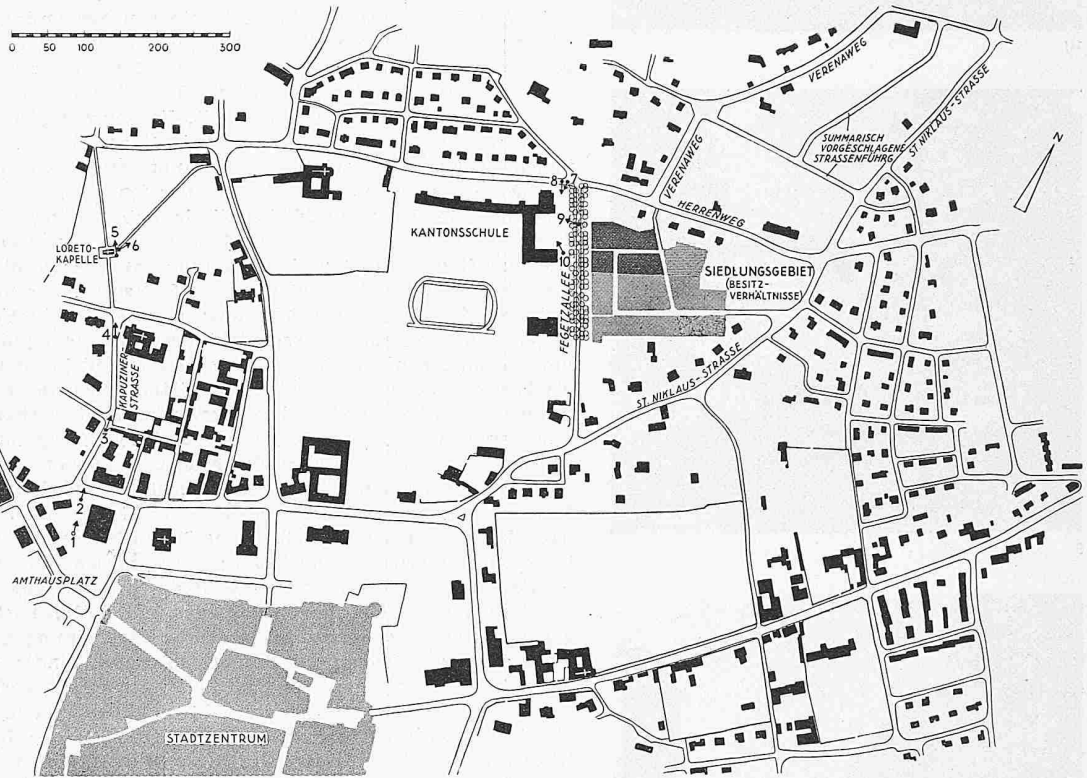 0 50 100 150 200 300
VERENAWEG
ST. NIKLAUS-STRASSE
SUMMARISCH
VORGESCHLAGENE
STRASSENFÜHRG.
N
VERENAWEG
8 7
HERRENWEG
9
KANTONSSCHULE
10
5
6
LORETO-
KAPELLE
SIEDLUNGSGEBIET
(BESITZ-
VERHÄLTNISSE)
FEGETZALLEE
4
KAPUZINER-
STRASSE
ST. NIKLAUS-STRASSE
3
2
1
AMTHAUSPLATZ
STADTZENTRUM